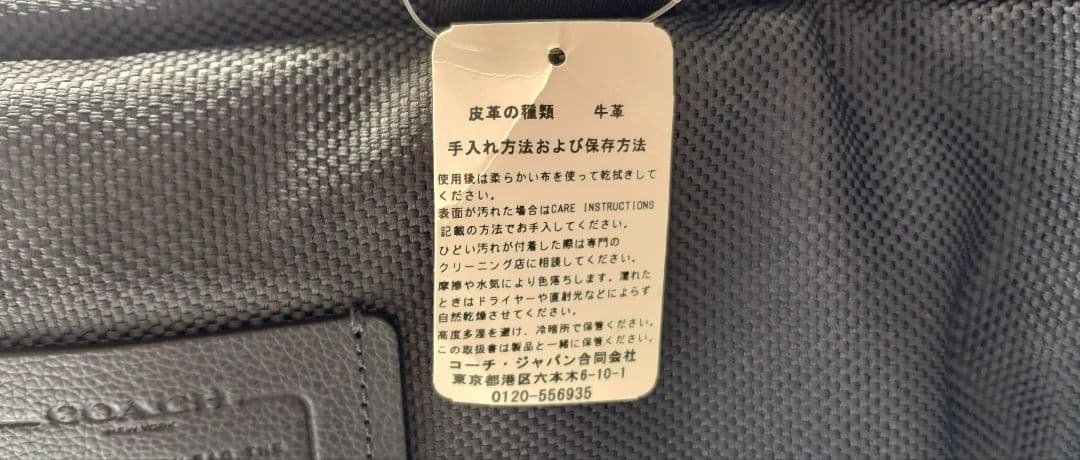 皮革の種類 牛革
手入れ方法および保存方法
使用後は柔らかい布を使って乾拭きして
ください。
表面が汚れた場合はCARE INSTRUCTIONS
記載の方法でお手入してください。
ひどい汚れが付着した際は専門の
クリーニング店に相談してください。
摩擦や水気により色落ちします。濡れた
ときはドライヤーや直射光などによらず
自然乾燥させてください。
高度多湿を避け、冷暗所で保管ください。
この取扱書は製品と一緒に保管ください。
コーチ・ジャパン合同会社
東京都港区六本木6-10-1
0120-556935
COACH